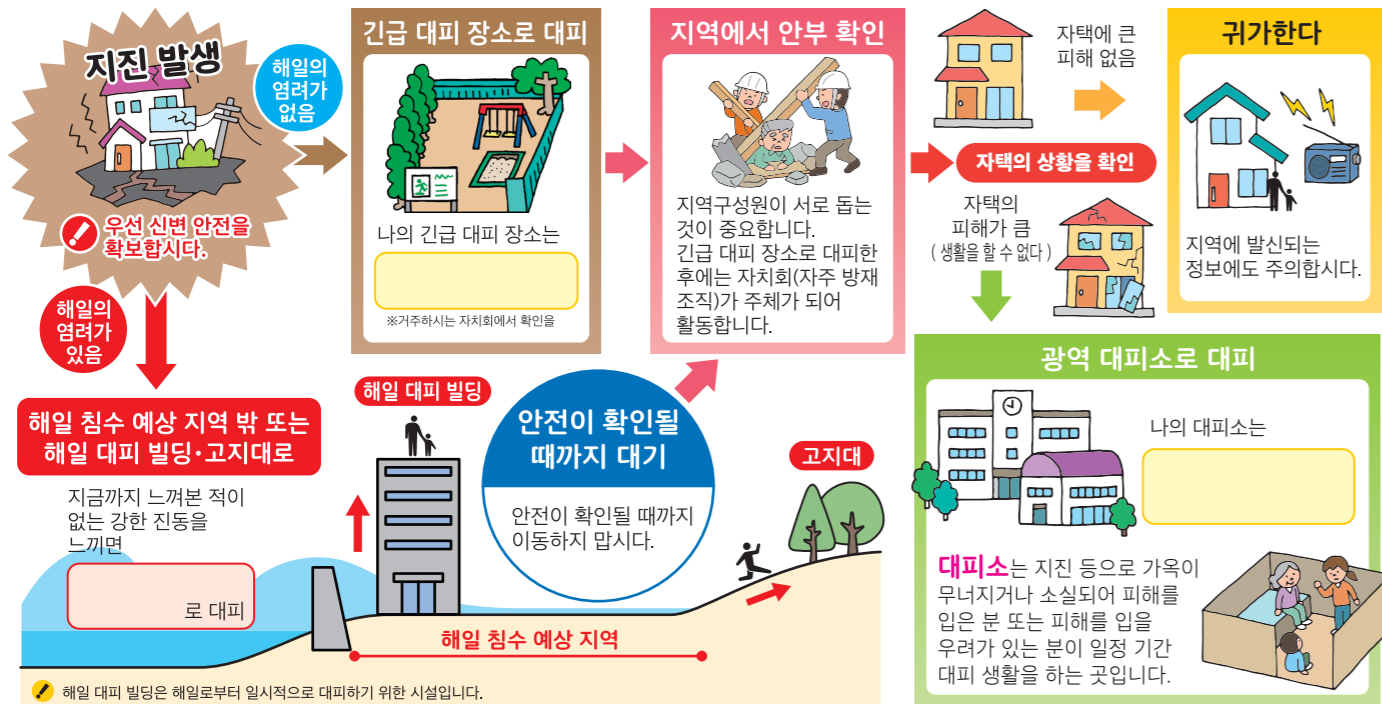 지진 발생
우선 신변 안전을
확보합시다.
해일의
염려가
없음
긴급 대피 장소로 대피
나의 긴급 대피 장소는
※거주하시는 자치회에서 확인을
지역에서 안부 확인
지역구성원이 서로 돕는
것이 중요합니다.
긴급 대피 장소로 대피한
후에는 자치회(자주 방재
조직)가 주체가 되어
활동합니다.
자택에 큰
피해 없음
자택의 상황을 확인
자택의
피해가 큼
( 생활을 할 수 없다 )
귀가한다
지역에 발신되는
정보에도 주의합시다.
해일의
염려가
있음
해일 침수 예상 지역 밖 또는
해일 대피 빌딩·고지대로
지금까지 느껴본 적이
없는 강한 진동을
느끼면
로 대피
해일 대피 빌딩
안전이 확인될
때까지 대기
안전이 확인될 때까지
이동하지 맙시다.
고지대
해일 침수 예상 지역
해일 대피 빌딩은 해일로부터 일시적으로 대피하기 위한 시설입니다.
광역 대피소로 대피
나의 대피소는
대피소는 지진 등으로 가옥이
무너지거나 소실되어 피해를
입은 분 또는 피해를 입을
우려가 있는 분이 일정 기간
대피 생활을 하는 곳입니다.